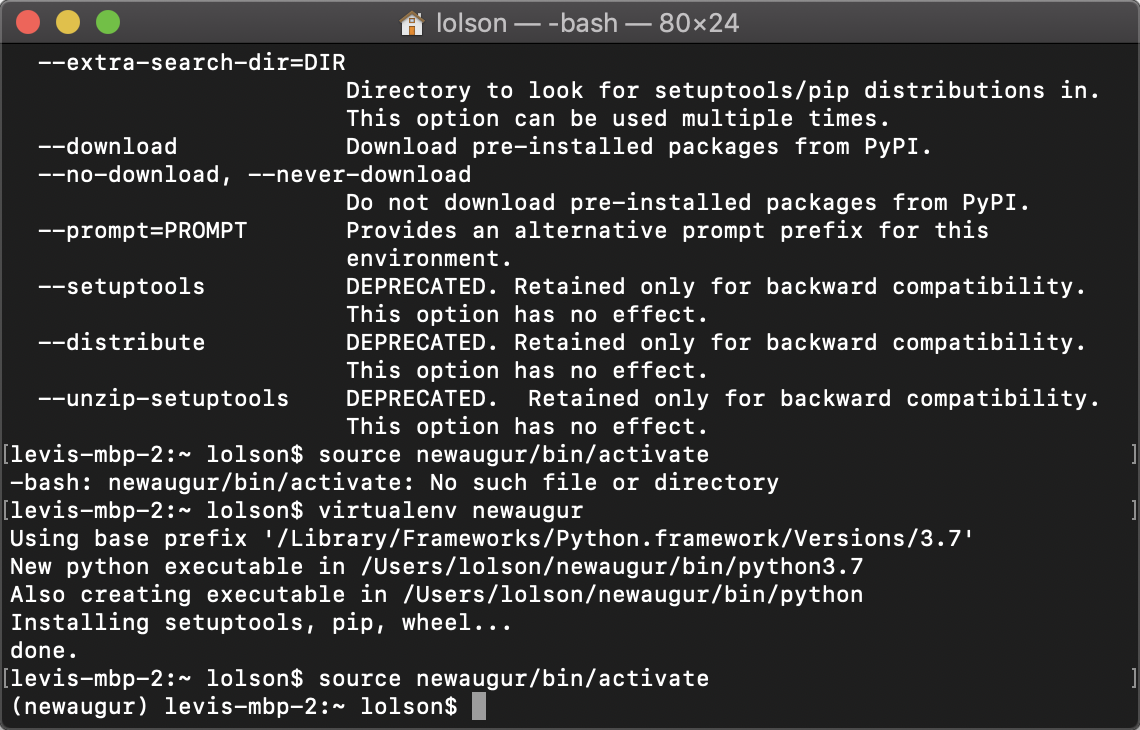 lolson — -bash — 80×24
--extra-search-dir=DIR
Directory to look for setuptools/pip distributions in.
This option can be used multiple times.
--download Download pre-installed packages from PyPI.
--no-download, --never-download
Do not download pre-installed packages from PyPI.
--prompt=PROMPT Provides an alternative prompt prefix for this
environment.
--setuptools DEPRECATED. Retained only for backward compatibility.
This option has no effect.
--distribute DEPRECATED. Retained only for backward compatibility.
This option has no effect.
--unzip-setuptools DEPRECATED.  Retained only for backward compatibility.
This option has no effect.
[levis-mbp-2:~ lolson$ source newaugur/bin/activate ]
-bash: newaugur/bin/activate: No such file or directory
[levis-mbp-2:~ lolson$ virtualenv newaugur ]
Using base prefix '/Library/Frameworks/Python.framework/Versions/3.7'
New python executable in /Users/lolson/newaugur/bin/python3.7
Also creating executable in /Users/lolson/newaugur/bin/python
Installing setuptools, pip, wheel...
done.
[levis-mbp-2:~ lolson$ source newaugur/bin/activate ]
(newaugur) levis-mbp-2:~ lolson$